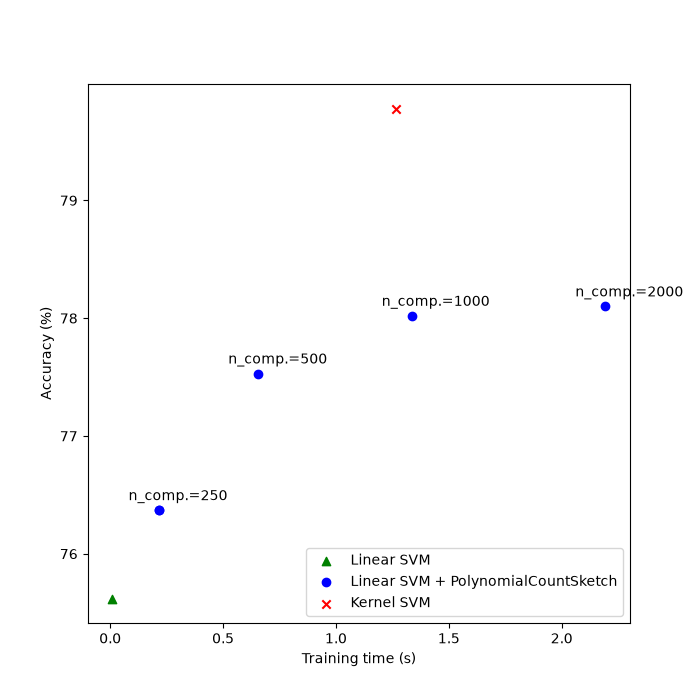 79
78
77
76
Accuracy (%)
n_comp.=2000
n_comp.=1000
n_comp.=500
n_comp.=250
Linear SVM
Linear SVM + PolynomialCountSketch
Kernel SVM
0.0 0.5 1.0 1.5 2.0
Training time (s)